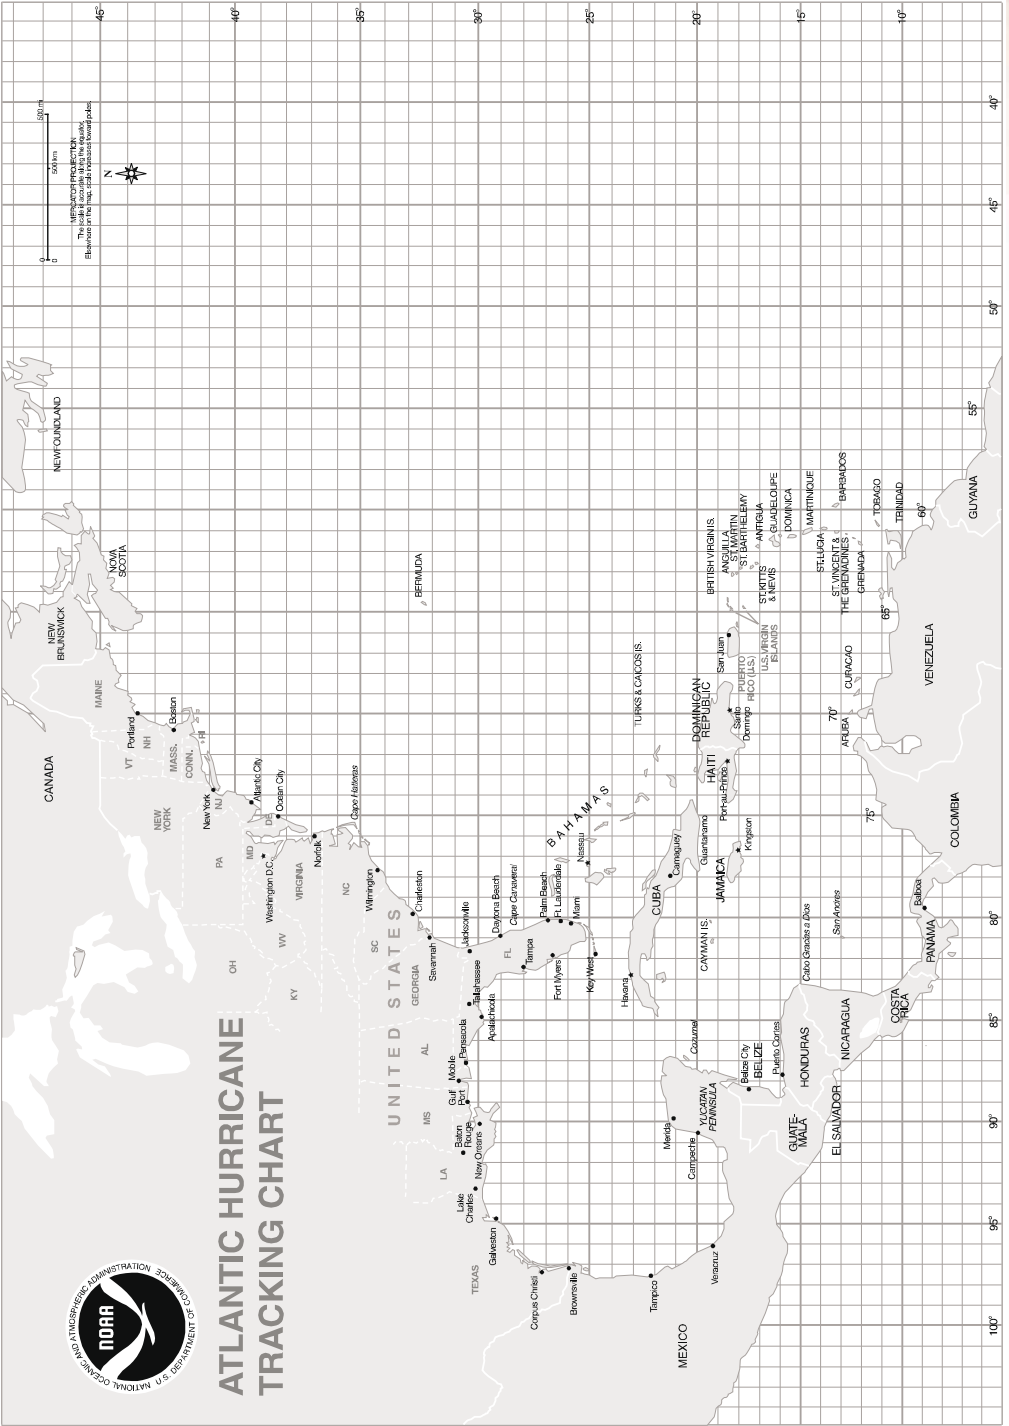 ATLANTIC HURRICANE
TRACKING CHART
NATIONAL OCEANIC AND ATMOSPHERIC ADMINISTRATION
U.S. DEPARTMENT OF COMMERCE
NOAA
0
500 mi
0
500 km
MERCATOR PROJECTION
The scale is accurate along the equator.
Elsewhere on the map, scale increases toward poles.
N
45°
40°
35°
30°
25°
20°
15°
10°
100°
95°
90°
85°
80°
75°
70°
65°
60°
55°
50°
45°
40°
CANADA
NEW
BRUNSWICK
NOVA
SCOTIA
NEWFOUNDLAND
MAINE
VT
NH
Portland
MASS.
Boston
CONN.
RI
NEW
YORK
New York
NJ
PA
Atlantic City
Ocean City
DE
MD
Washington D.C.
OH
WV
VIRGINIA
Norfolk
KY
NC
Cape Hatteras
Wilmington
UNITED STATES
SC
Charleston
GEORGIA
Savannah
AL
MS
LA
TEXAS
Jacksonville
Daytona Beach
Cape Canaveral
FL
Tallahassee
Apalachicola
Pensacola
Mobile
Gulf
Port
Baton
Rouge
New Orleans
Lake
Charles
Galveston
Corpus Christi
Brownsville
Tampa
Fort Myers
Palm Beach
Ft. Lauderdale
Miami
Key West
BERMUDA
BAHAMAS
Nassau
TURKS & CAICOS IS.
MEXICO
Tampico
Veracruz
Merida
Campeche
YUCATAN
PENINSULA
Cozumel
Havana
CUBA
Camaguey
Guantanamo
CAYMAN IS.
JAMAICA
Kingston
HAITI
Port-au-Prince
DOMINICAN
REPUBLIC
Santo
Domingo
San Juan
PUERTO
RICO (U.S.)
U.S. VIRGIN
ISLANDS
BRITISH VIRGIN IS.
ANGUILLA
ST. MARTIN
ST. BARTHELEMY
ST. KITTS
& NEVIS
ANTIGUA
GUADELOUPE
DOMINICA
MARTINIQUE
ST. LUCIA
BARBADOS
ST. VINCENT &
THE GRENADINES
GRENADA
TOBAGO
TRINIDAD
CURACAO
ARUBA
Belize City
BELIZE
Puerto Cortes
GUATE-
MALA
HONDURAS
EL SALVADOR
NICARAGUA
Cabo Gracias a Dios
San Andres
COSTA
RICA
PANAMA
Balboa
COLOMBIA
VENEZUELA
GUYANA